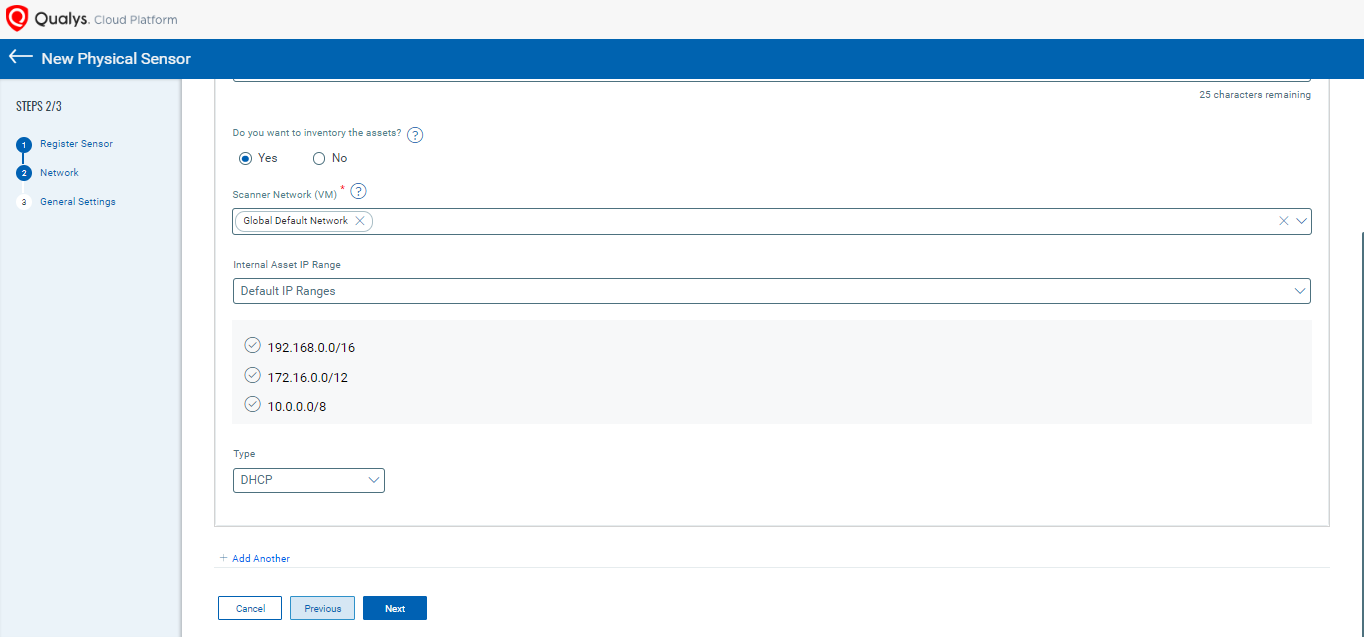 Qualys. Cloud Platform
New Physical Sensor
STEPS 2/3
1 Register Sensor
2 Network
3 General Settings
25 characters remaining
Do you want to inventory the assets? ?
Yes No
Scanner Network (VM) * ?
Global Default Network
Internal Asset IP Range
Default IP Ranges
192.168.0.0/16
172.16.0.0/12
10.0.0.0/8
Type
DHCP
+ Add Another
Cancel Previous Next